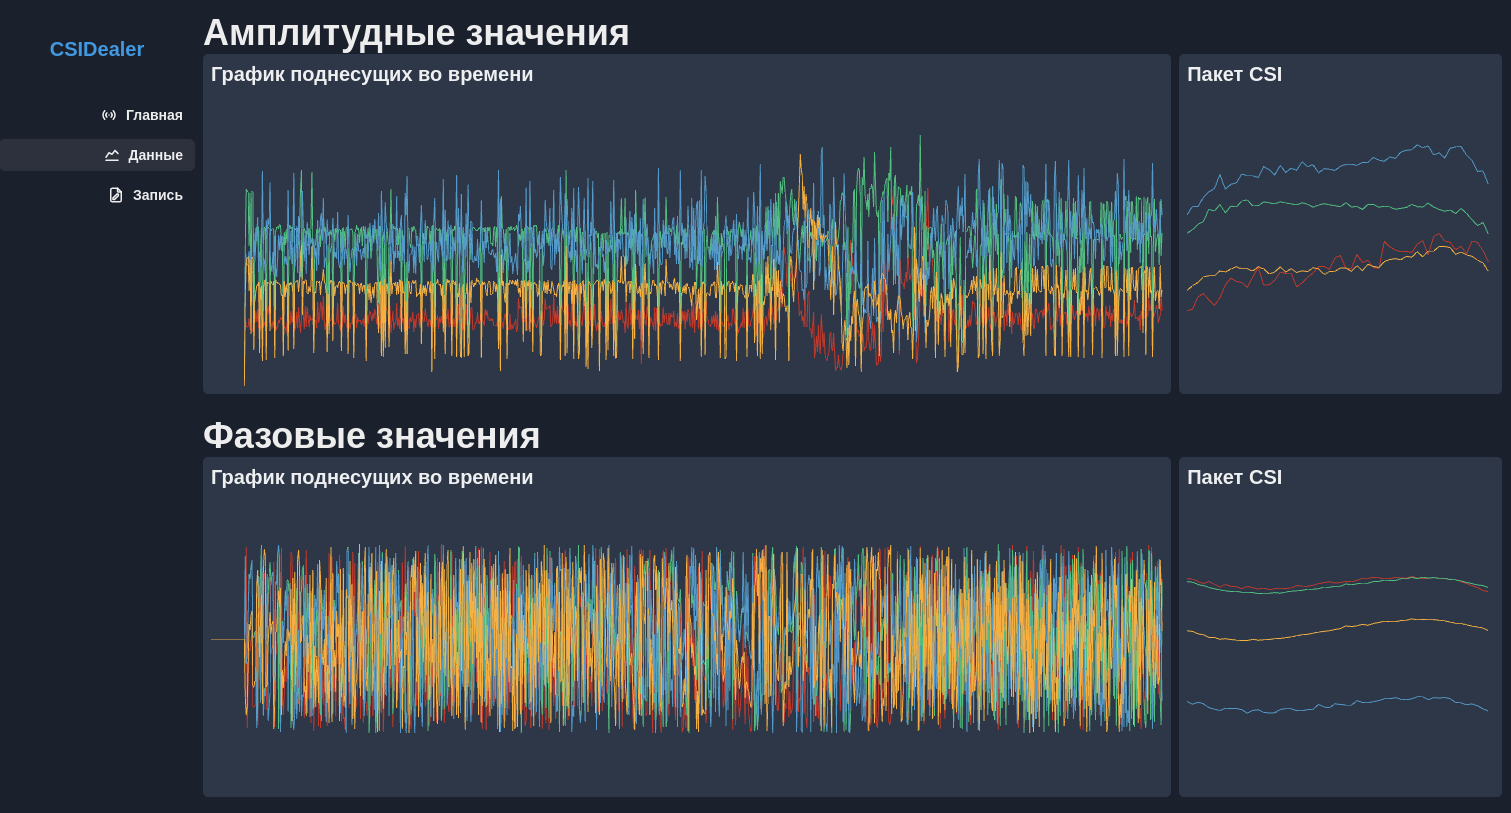 CSIDealer
Главная
Данные
Запись
Амплитудные значения
График поднесущих во времени
Пакет CSI
Фазовые значения
График поднесущих во времени
Пакет CSI